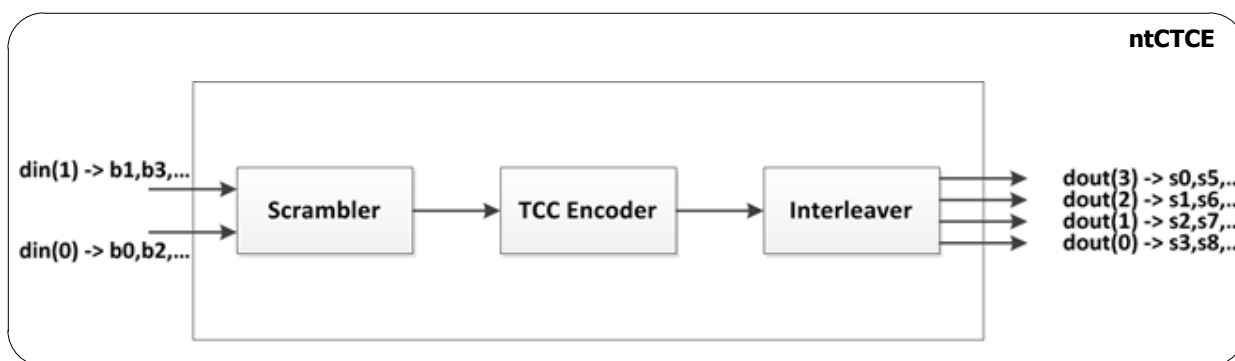 ntCTCE
din(1) -> b1,b3,...
din(0) -> b0,b2,...
Scrambler
TCC Encoder
Interleaver
dout(3) -> s0,s5,..
dout(2) -> s1,s6,..
dout(1) -> s2,s7,..
dout(0) -> s3,s8,..